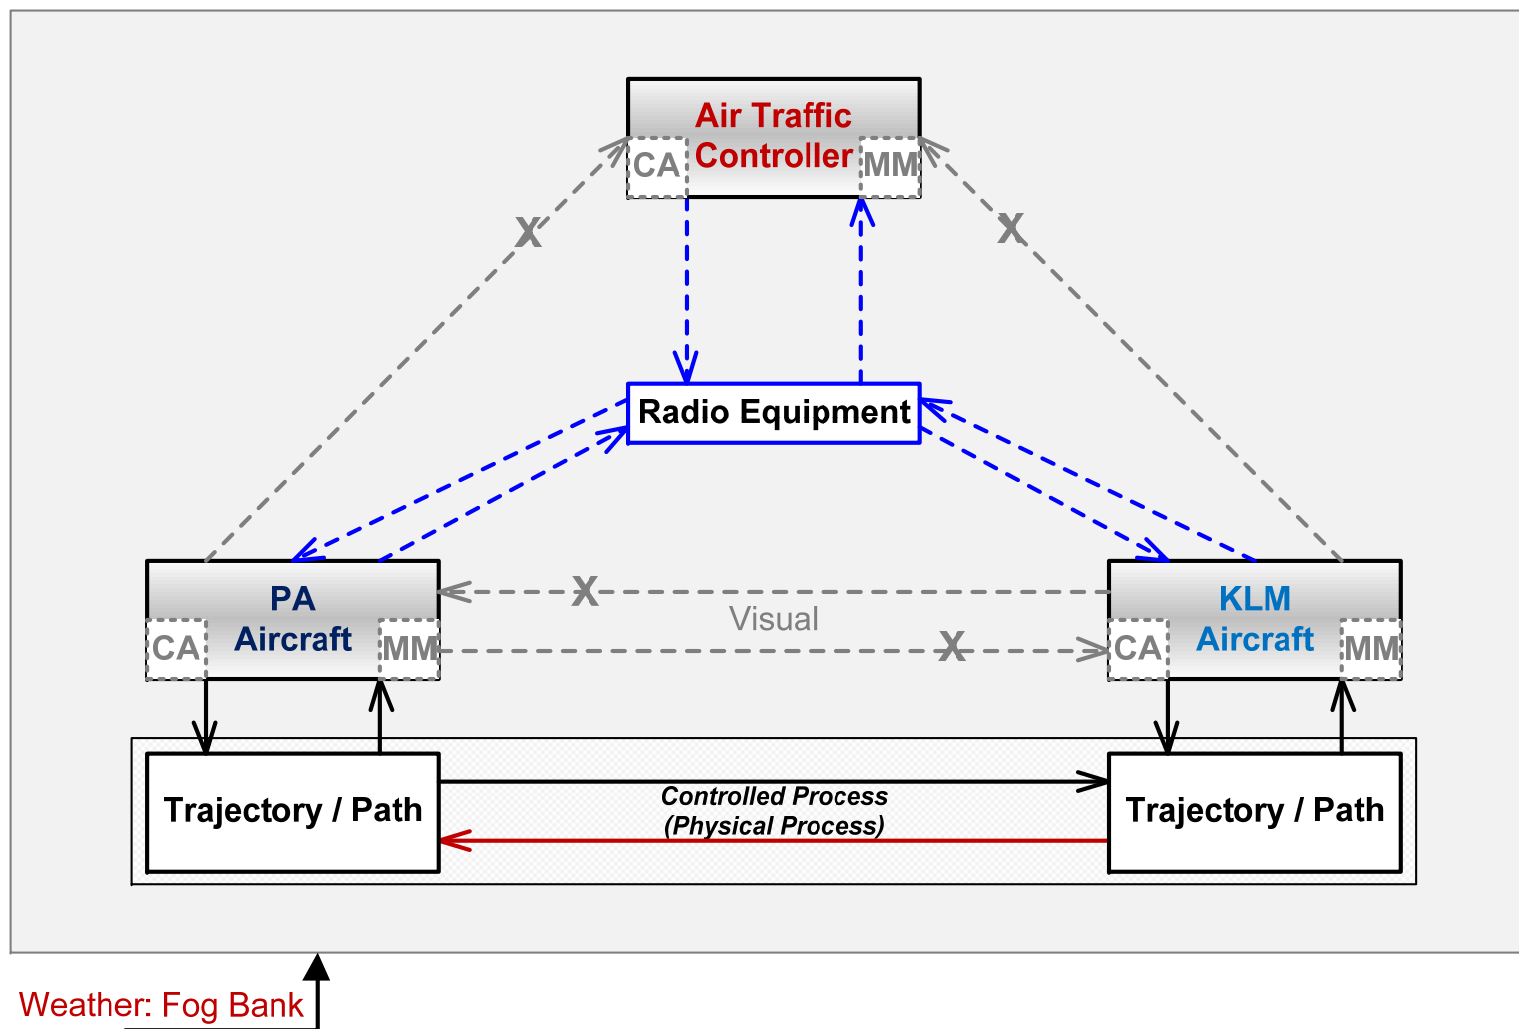 Air Traffic
Controller
CA
MM
X
X
Radio Equipment
PA
Aircraft
CA
MM
X
Visual
X
KLM
Aircraft
CA
MM
Trajectory / Path
Controlled Process
(Physical Process)
Trajectory / Path
Weather: Fog Bank